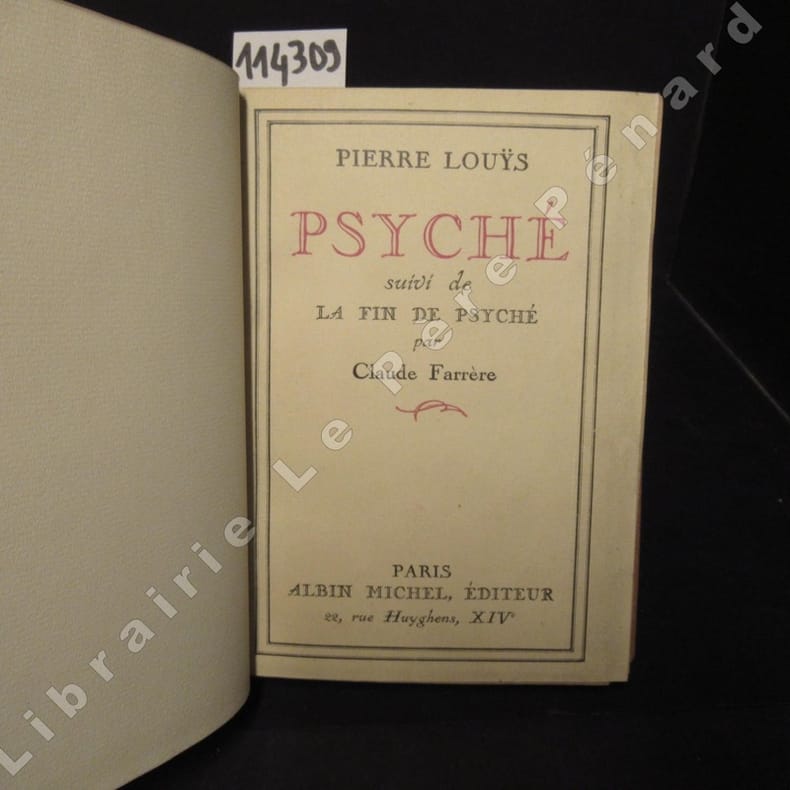 114309
PIERRE LOUŸS
PSYCHÉ
suivi de
LA FIN DE PSYCHÉ
par
Claude Farrère
PARIS
ALBIN MICHEL, ÉDITEUR
22, rue Huyghens, XIVe
Librairie Le Père Pénard